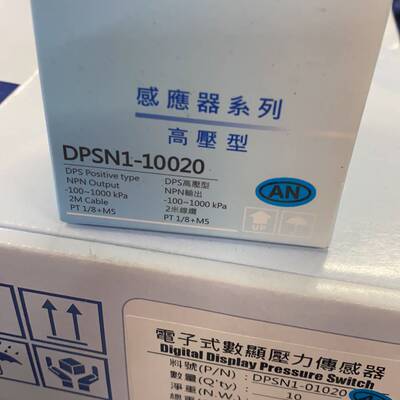 感應器系列
高壓型
DPSN1-10020
DPS Positive type DPS高壓型
NPN Output NPN輸出
-100~1000 kPa -100~1000 kPa
2M Cable 2米線纜
PT 1/8+M5 PT 1/8+M5
AN
UP
電子式數顯壓力傳感器
Digital Display Pressure Switch
料號(P/N): DPSN1-01020
數量(Q'ty) 10
淨重(N.W.)